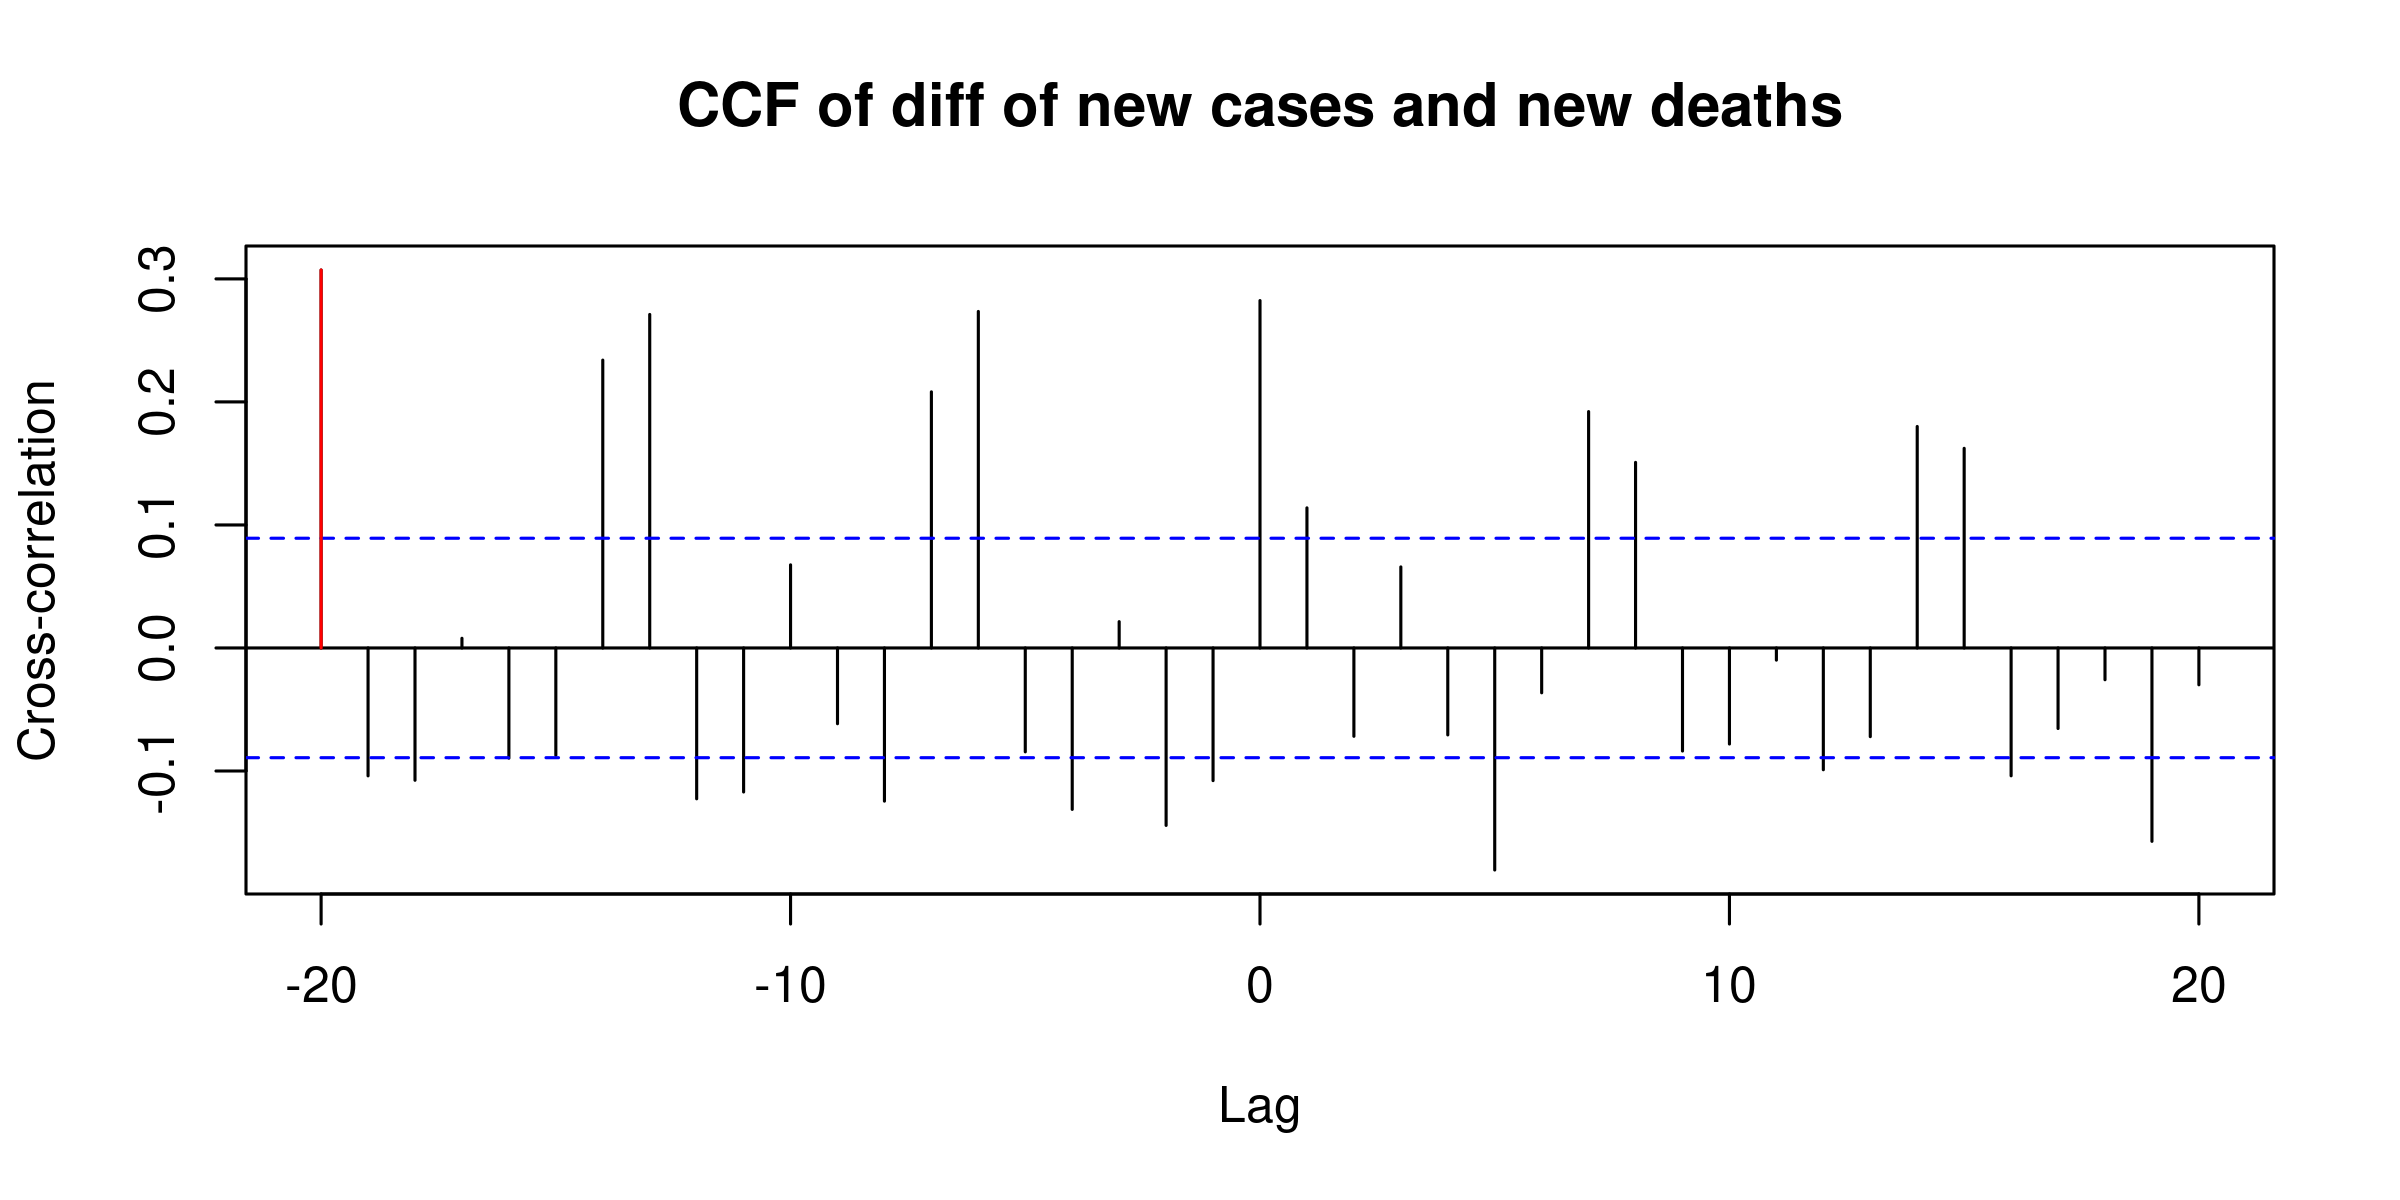 CCF of diff of new cases and new deaths
Cross-correlation
0.3
0.2
0.1
0.0
-0.1
-20 -10 0 10 20
Lag